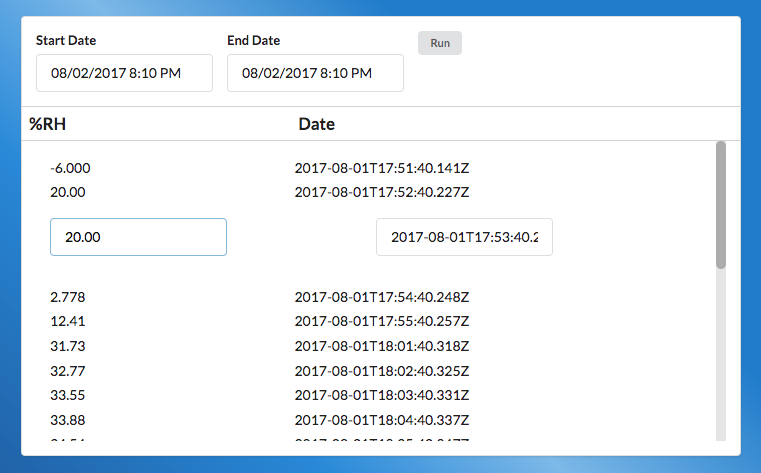 Start Date End Date Run
08/02/2017 8:10 PM 08/02/2017 8:10 PM
%RH Date
-6.000 2017-08-01T17:51:40.141Z
20.00 2017-08-01T17:52:40.227Z
20.00 2017-08-01T17:53:40.2
2.778 2017-08-01T17:54:40.248Z
12.41 2017-08-01T17:55:40.257Z
31.73 2017-08-01T18:01:40.318Z
32.77 2017-08-01T18:02:40.325Z
33.55 2017-08-01T18:03:40.331Z
33.88 2017-08-01T18:04:40.337Z